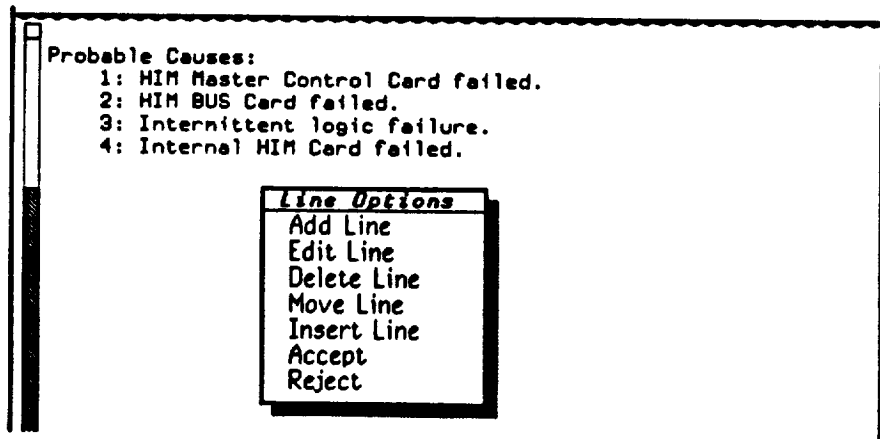 Probable Causes:
1: HIM Master Control Card failed.
2: HIM BUS Card failed.
3: Intermittent logic failure.
4: Internal HIM Card failed.
Line Options
Add Line
Edit Line
Delete Line
Move Line
Insert Line
Accept
Reject